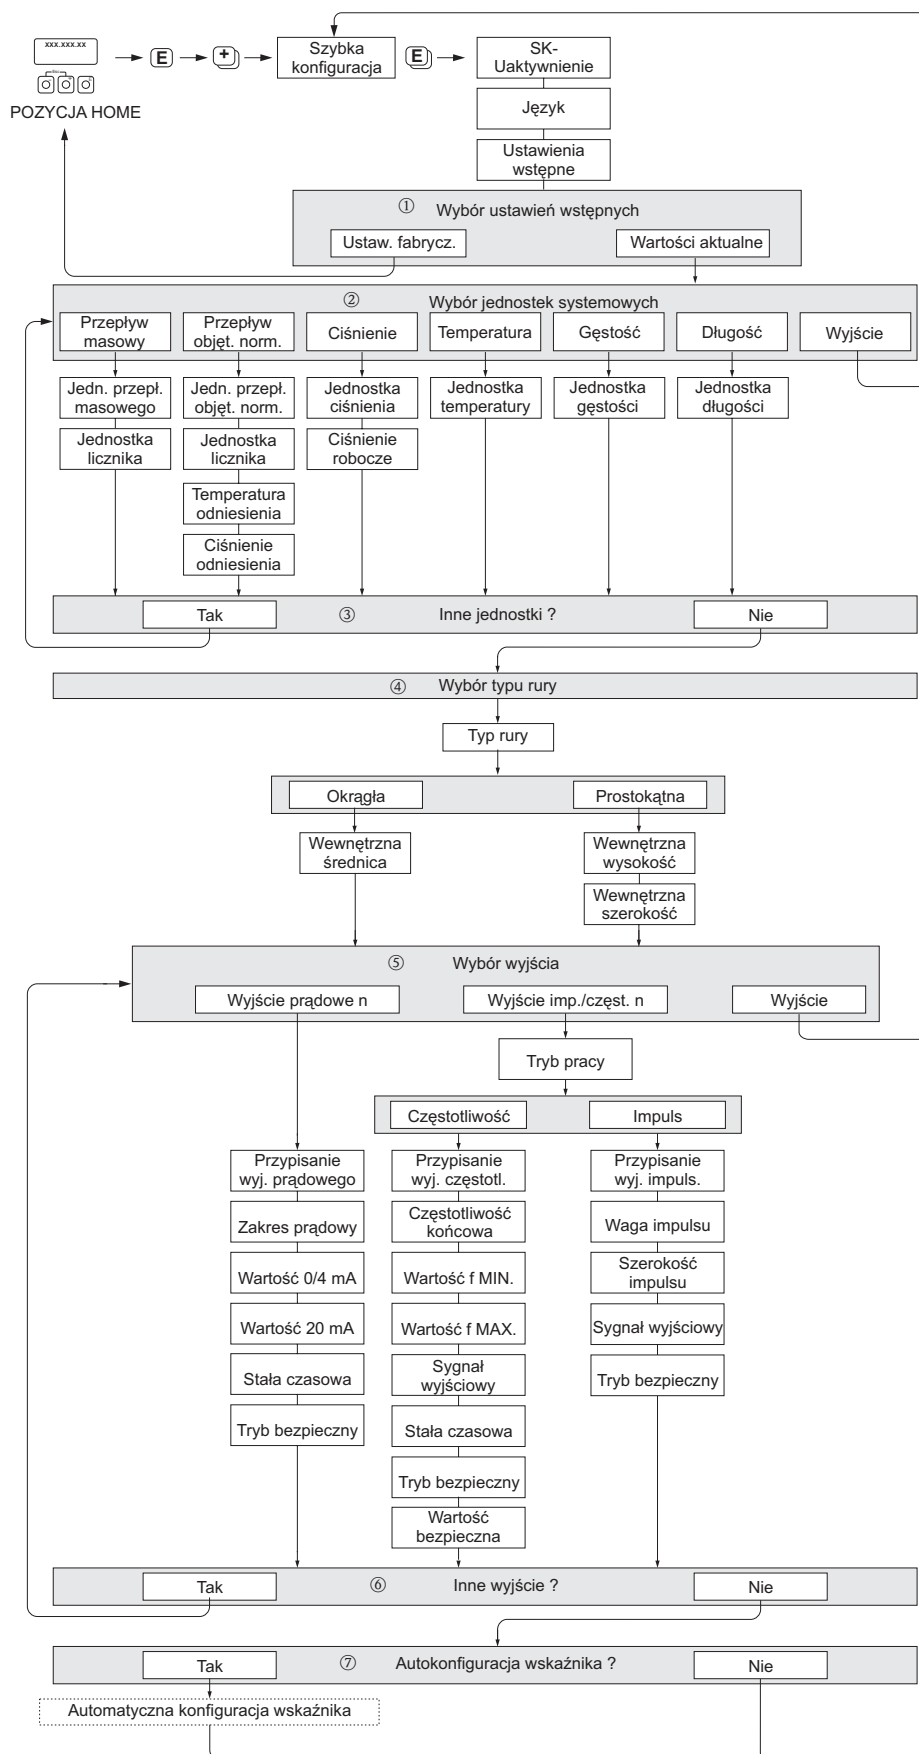 xxx.xxx.xx
Esc
E
+
Szybka
konfiguracja
E
SK-
Uaktywnienie
POZYCJA HOME
Język
Ustawienia
wstępne
① Wybór ustawień wstępnych
Ustaw. fabrycz.
Wartości aktualne
② Wybór jednostek systemowych
Przepływ
masowy
Przepływ
objęt. norm.
Ciśnienie
Temperatura
Gęstość
Długość
Wyjście
Jedn. przepł.
masowego
Jedn. przepł.
objęt. norm.
Jednostka
ciśnienia
Jednostka
temperatury
Jednostka
gęstości
Jednostka
długości
Jednostka
licznika
Jednostka
licznika
Ciśnienie
robocze
Temperatura
odniesienia
Ciśnienie
odniesienia
Tak
③ Inne jednostki ?
Nie
④ Wybór typu rury
Typ rury
Okrągła
Prostokątna
Wewnętrzna
średnica
Wewnętrzna
wysokość
Wewnętrzna
szerokość
⑤ Wybór wyjścia
Wyjście prądowe n
Wyjście imp./częst. n
Wyjście
Tryb pracy
Częstotliwość
Impuls
Przypisanie
wyj. prądowego
Przypisanie
wyj. częstotl.
Przypisanie
wyj. impuls.
Zakres prądowy
Częstotliwość
końcowa
Waga impulsu
Wartość 0/4 mA
Wartość f MIN.
Szerokość
impulsu
Wartość 20 mA
Wartość f MAX.
Sygnał wyjściowy
Stała czasowa
Sygnał
wyjściowy
Tryb bezpieczny
Tryb bezpieczny
Stała czasowa
Tryb bezpieczny
Wartość
bezpieczna
Tak
⑥ Inne wyjście ?
Nie
Tak
⑦ Autokonfiguracja wskaźnika ?
Nie
Automatyczna konfiguracja wskaźnika